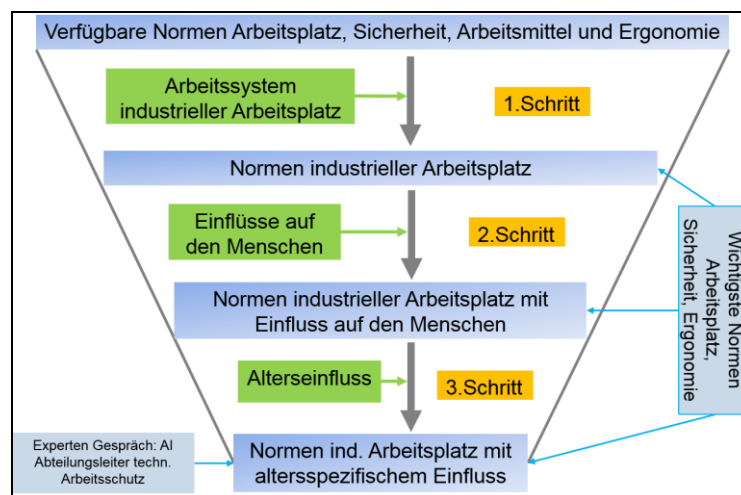 Verfügbare Normen Arbeitsplatz, Sicherheit, Arbeitsmittel und Ergonomie
Arbeitssystem
industrieller Arbeitsplatz
1.Schritt
Normen industrieller Arbeitsplatz
Einflüsse auf
den Menschen
2.Schritt
Wichtigste Normen
Arbeitsplatz,
Sicherheit, Ergonomie
Normen industrieller Arbeitsplatz mit
Einfluss auf den Menschen
Alterseinfluss
3.Schritt
Experten Gespräch: AI
Abteilungsleiter techn.
Arbeitsschutz
Normen ind. Arbeitsplatz mit
altersspezifischem Einfluss